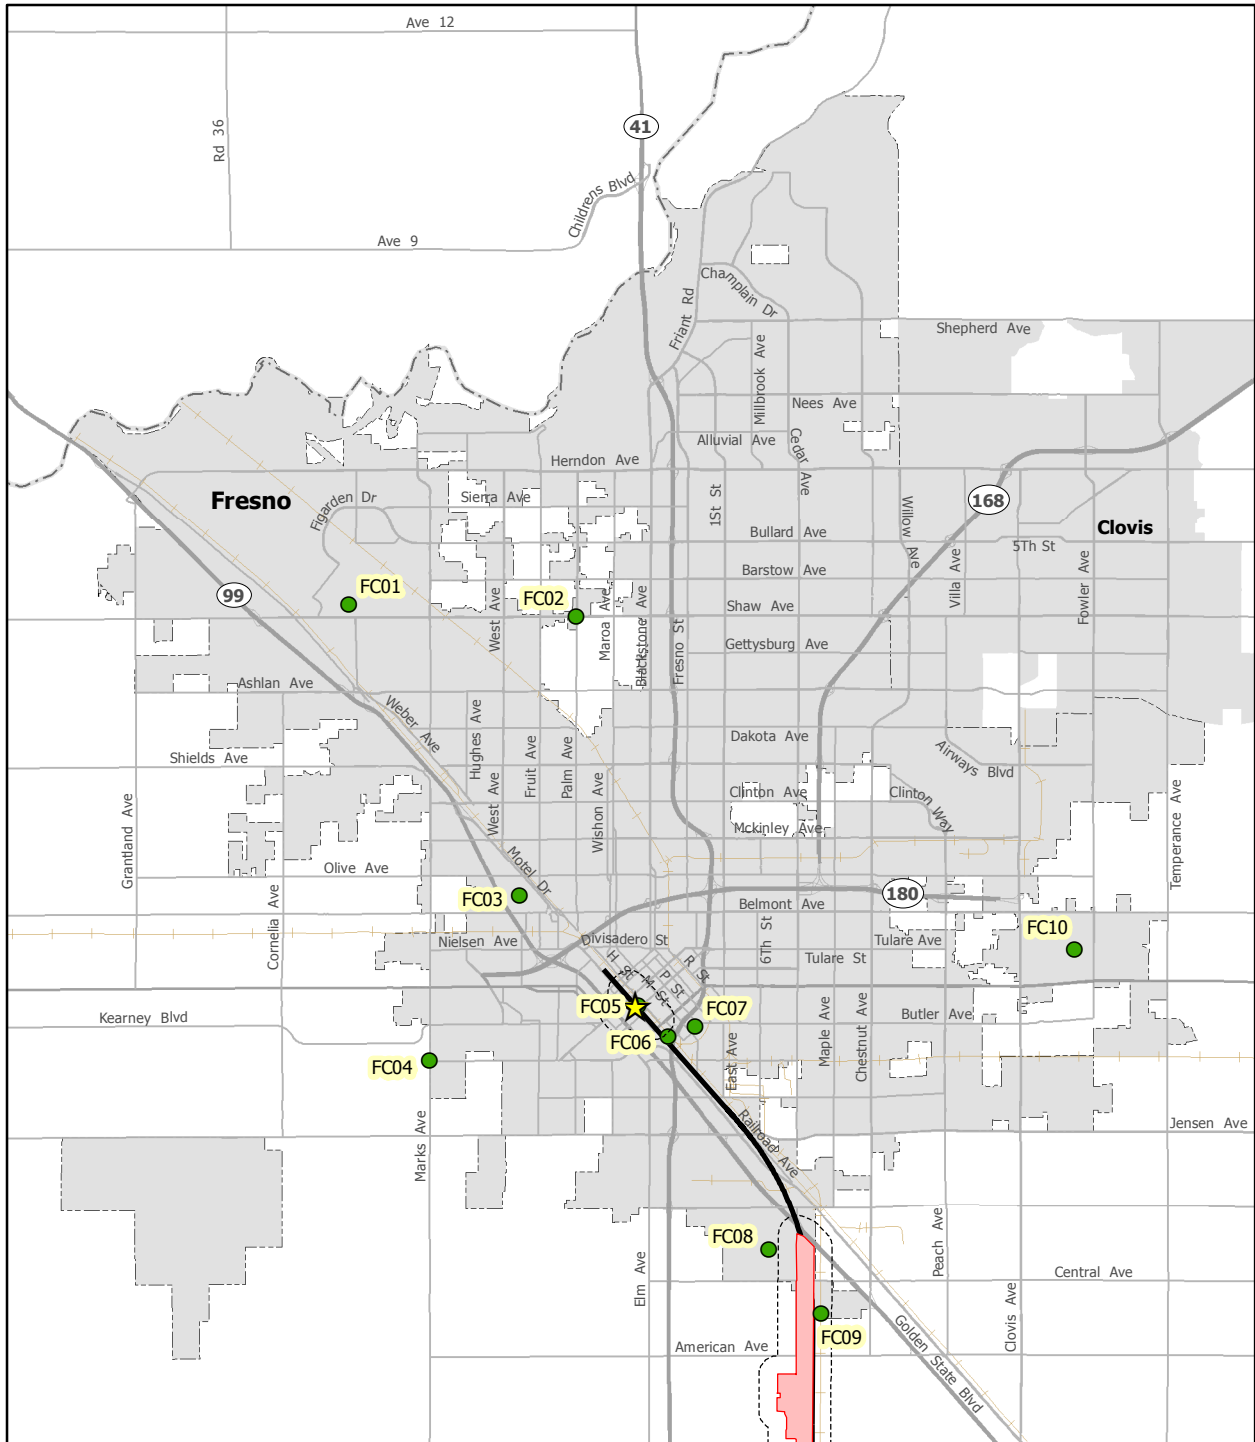 Ave 12
Rd 36
41
Childrens Blvd
Ave 9
Champlain Dr
Friant Rd
Shepherd Ave
Millbrook Ave
Nees Ave
Alluvial Ave
Cedar Ave
Herndon Ave
Fresno
Figarden Dr
Sierra Ave
1St St
168
Willow Ave
Clovis
Bullard Ave
5Th St
Barstow Ave
Villa Ave
Fowler Ave
99
FC01
FC02
West Ave
Maroa Ave
Blackstone Ave
Fresno St
Shaw Ave
Gettysburg Ave
Ashlan Ave
Weber Ave
Hughes Ave
Dakota Ave
Airways Blvd
Shields Ave
Fruit Ave
Palm Ave
Wishon Ave
West Ave
Clinton Ave
Clinton Way
Mckinley Ave
Grantland Ave
Temperance Ave
Olive Ave
Motel Dr
FC03
180
Belmont Ave
Cornelia Ave
Nielsen Ave
Divisadero St
6Th St
Tulare Ave
Tulare St
FC10
H St
M St
P St
R St
FC05
FC07
FC06
Kearney Blvd
Butler Ave
Maple Ave
Chestnut Ave
East Ave
FC04
Marks Ave
Railroad Ave
Jensen Ave
FC08
Elm Ave
Peach Ave
Central Ave
Clovis Ave
FC09
American Ave
Golden State Blvd